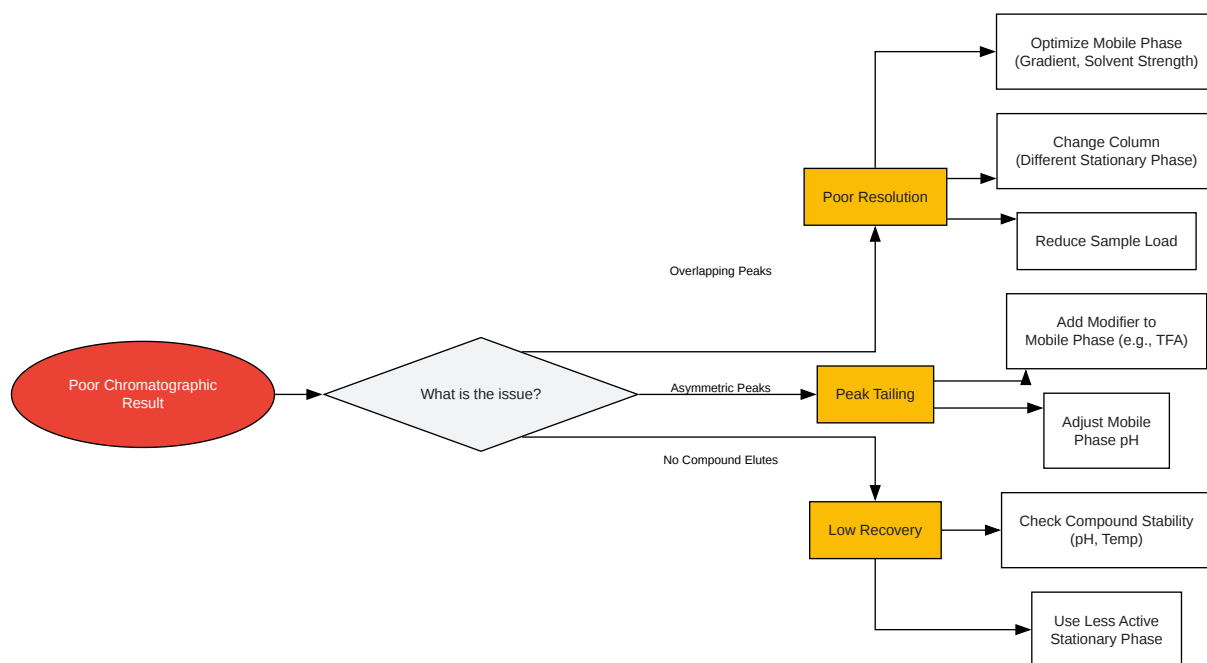 Poor Chromatographic
Result
What is the issue?
Overlapping Peaks
Asymmetric Peaks
No Compound Elutes
Poor Resolution
Peak Tailing
Low Recovery
Optimize Mobile Phase
(Gradient, Solvent Strength)
Change Column
(Different Stationary Phase)
Reduce Sample Load
Add Modifier to
Mobile Phase (e.g., TFA)
Adjust Mobile
Phase pH
Check Compound Stability
(pH, Temp)
Use Less Active
Stationary Phase